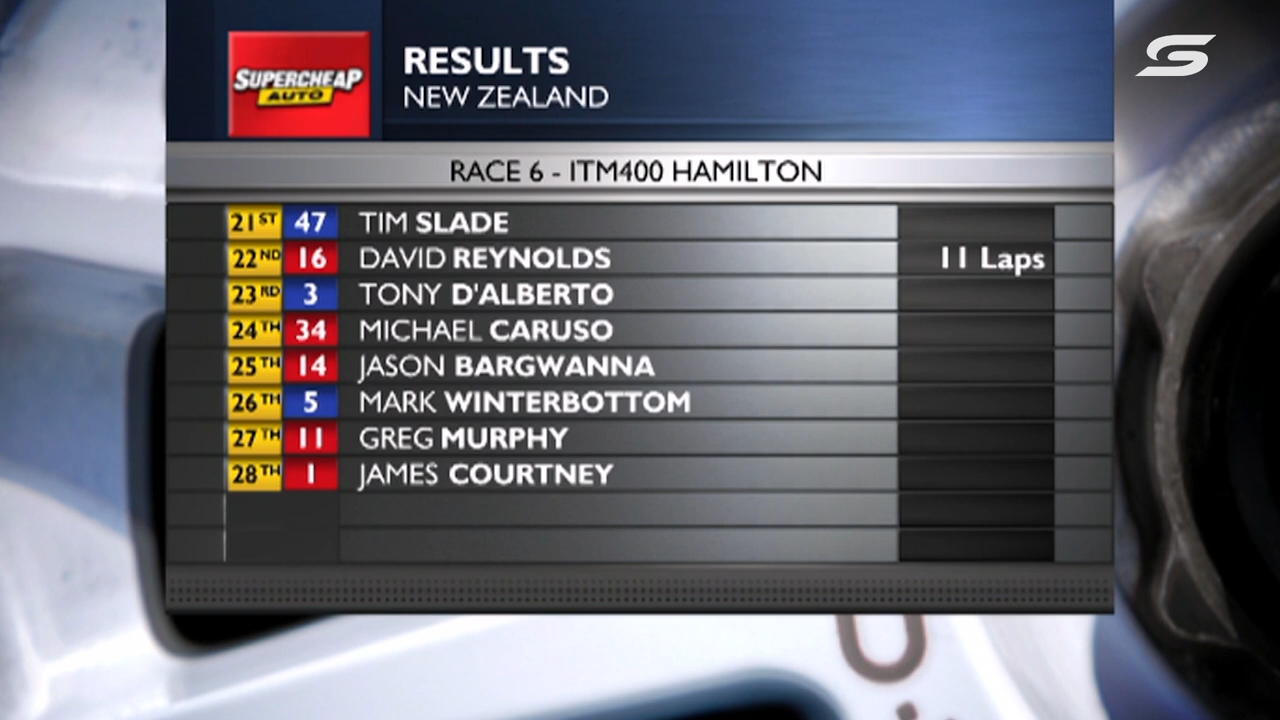 SUPERCHEAP
AUTO
RESULTS
NEW ZEALAND
RACE 6 - ITM400 HAMILTON
21ST 47 TIM SLADE
22ND 16 DAVID REYNOLDS 11 Laps
23RD 3 TONY D'ALBERTO
24TH 34 MICHAEL CARUSO
25TH 14 JASON BARGWANNA
26TH 5 MARK WINTERBOTTOM
27TH 11 GREG MURPHY
28TH 1 JAMES COURTNEY